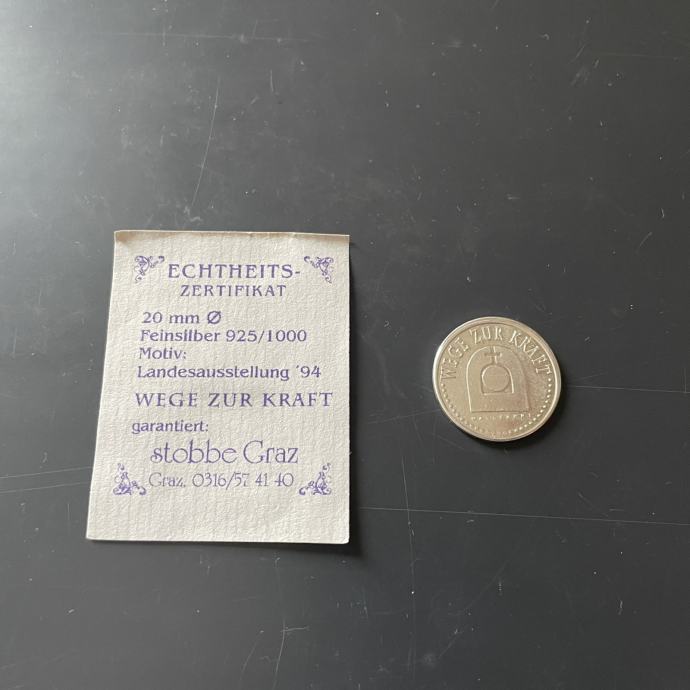 ECHTHEITS-
ZERTIFIKAT
20 mm Ø
Feinsilber 925/1000
Motiv:
Landesausstellung ´94
WEGE ZUR KRAFT
garantiert:
stobbe Graz
Graz, 0316/57 41 40
WEGE ZUR KRAFT